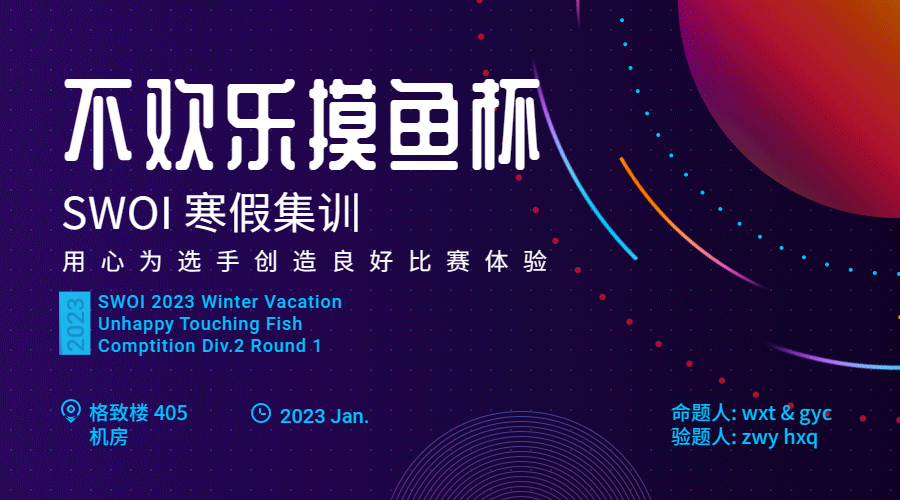 不欢乐摸鱼杯
SWOI 寒假集训
用心为选手创造良好比赛体验
2023
SWOI 2023 Winter Vacation
Unhappy Touching Fish
Comptition Div.2 Round 1
格致楼 405
机房
2023 Jan.
命题人: wxt & gyc
验题人: zwy hxq